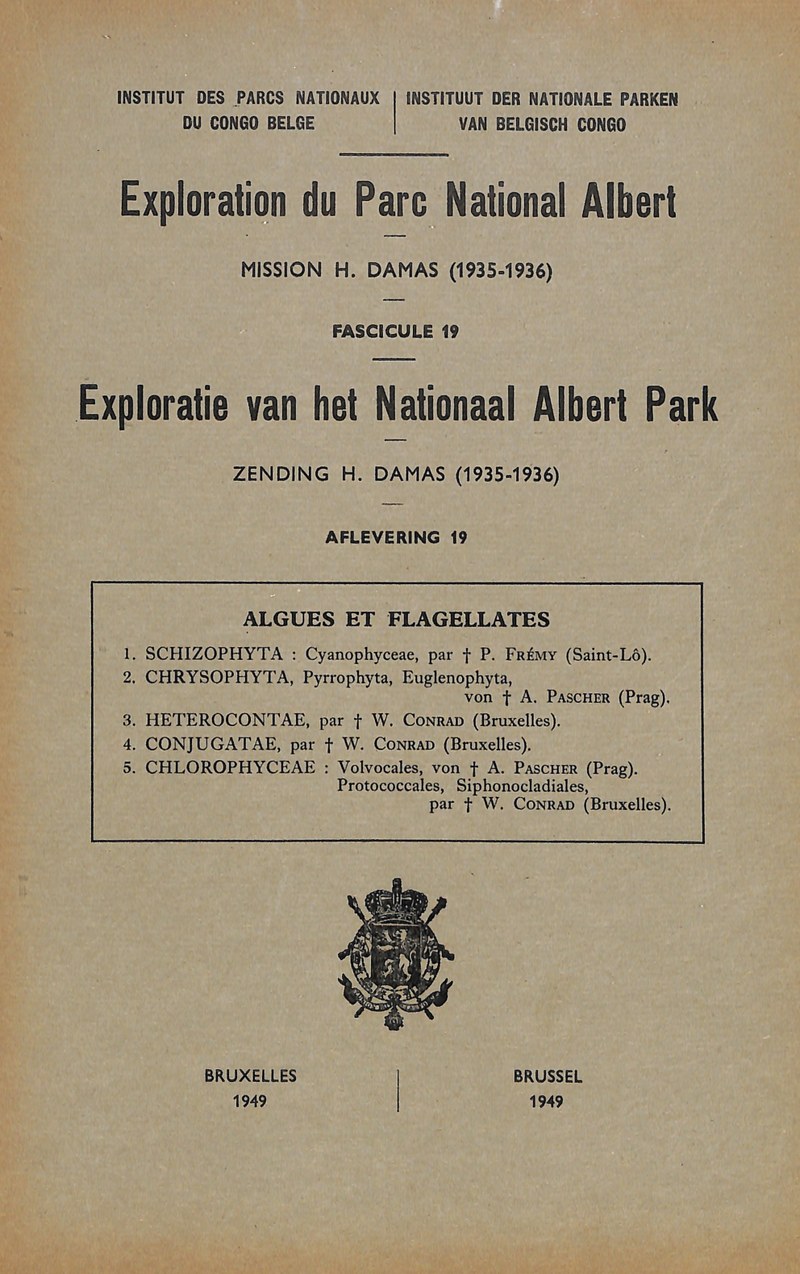 INSTITUT DES PARCS NATIONAUX
DU CONGO BELGE
INSTITUUT DER NATIONALE PARKEN
VAN BELGISCH CONGO
Exploration du Parc National Albert
MISSION H. DAMAS (1935-1936)
FASCICULE 19
Exploratie van het Nationaal Albert Park
ZENDING H. DAMAS (1935-1936)
AFLEVERING 19
ALGUES ET FLAGELLATES
1. SCHIZOPHYTA : Cyanophyceae, par † P. FRÉMY (Saint-Lô).
2. CHRYSOPHYTA, Pyrrophyta, Euglenophyta,
von † A. PASCHER (Prag).
3. HETEROCONTAE, par † W. CONRAD (Bruxelles).
4. CONJUGATAE, par † W. CONRAD (Bruxelles).
5. CHLOROPHYCEAE : Volvocales, von † A. PASCHER (Prag).
Protococcales, Siphonocladiales,
par † W. CONRAD (Bruxelles).
BRUXELLES
1949
BRUSSEL
1949